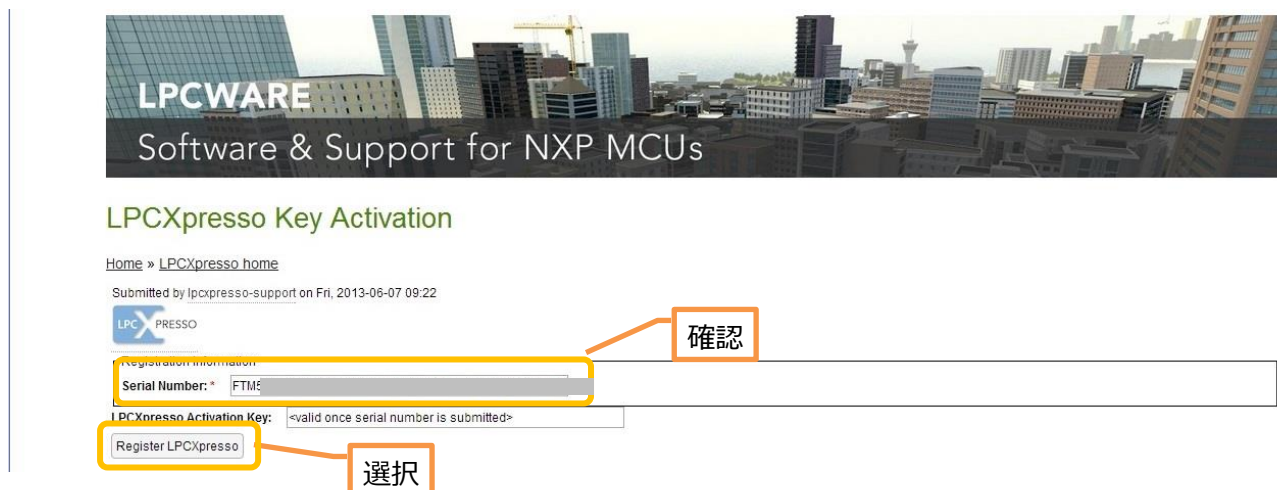 LPCWARE
Software & Support for NXP MCUs
LPCXpresso Key Activation
Home » LPCXpresso home
Submitted by lpcxpresso-support on Fri, 2013-06-07 09:22
LPC XPRESSO
確認
Registration Information
Serial Number: * FTM5
LPCXpresso Activation Key: <valid once serial number is submitted>
Register LPCXpresso
選択